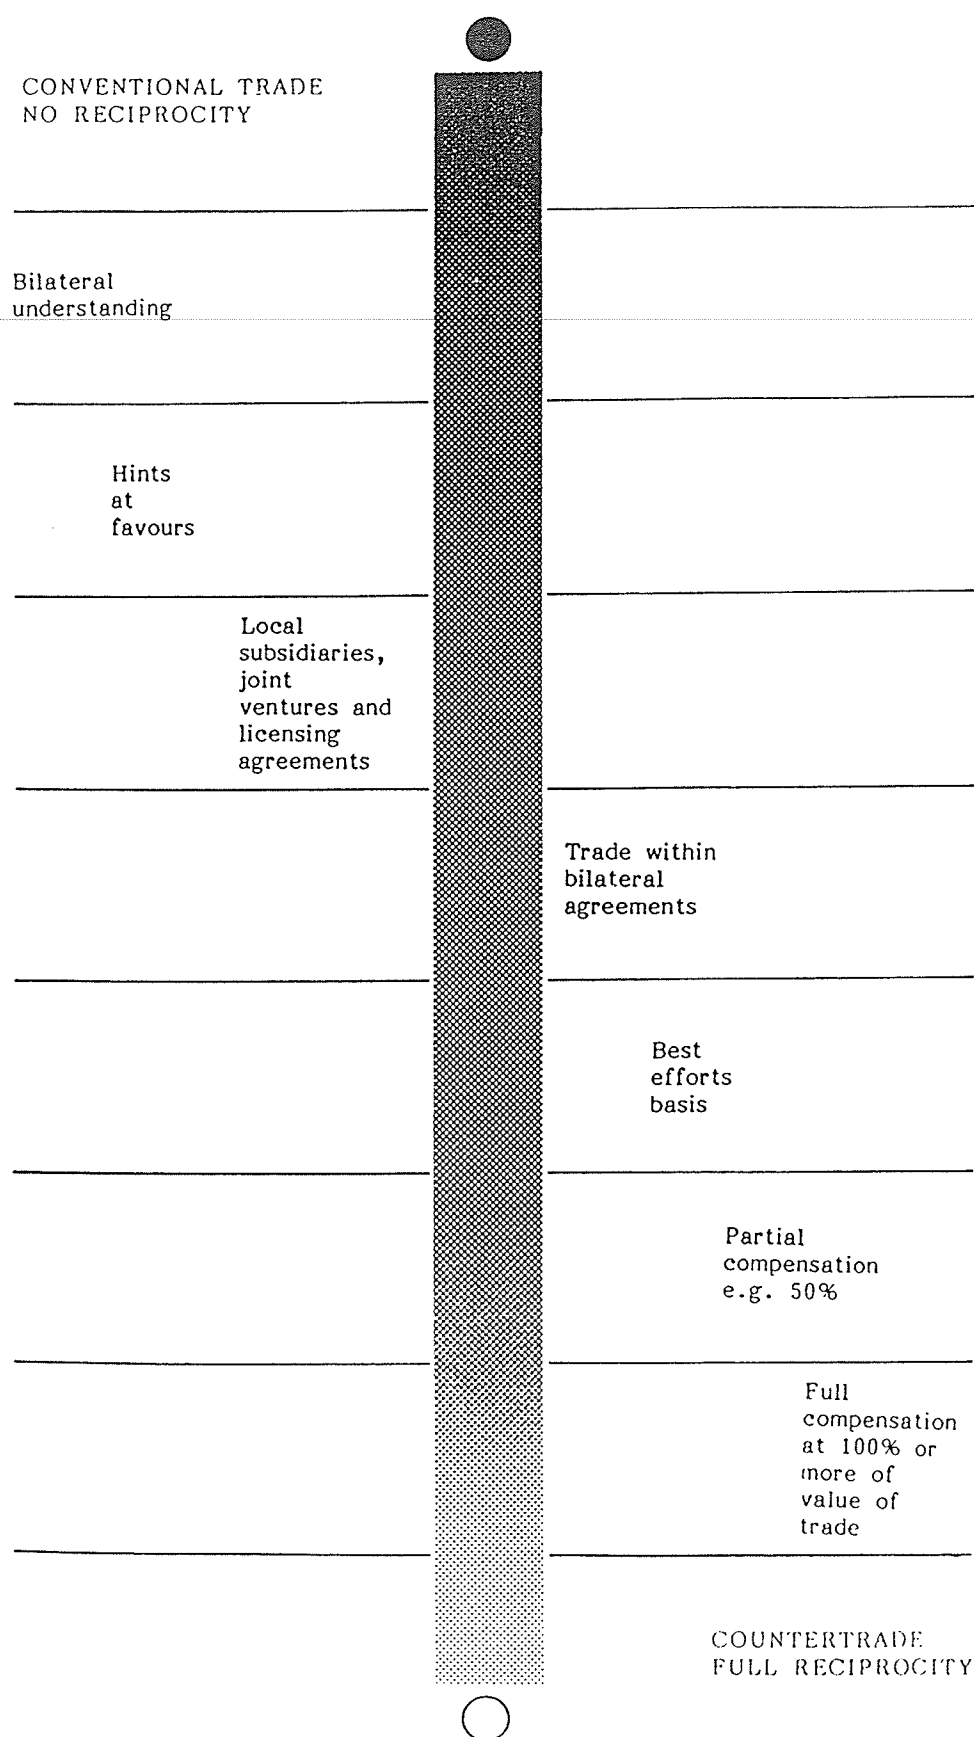 CONVENTIONAL TRADE
NO RECIPROCITY
Bilateral
understanding
Hints
at
favours
Local
subsidiaries,
joint
ventures and
licensing
agreements
Trade within
bilateral
agreements
Best
efforts
basis
Partial
compensation
e.g. 50%
Full
compensation
at 100% or
more of
value of
trade
COUNTERTRADE
FULL RECIPROCITY